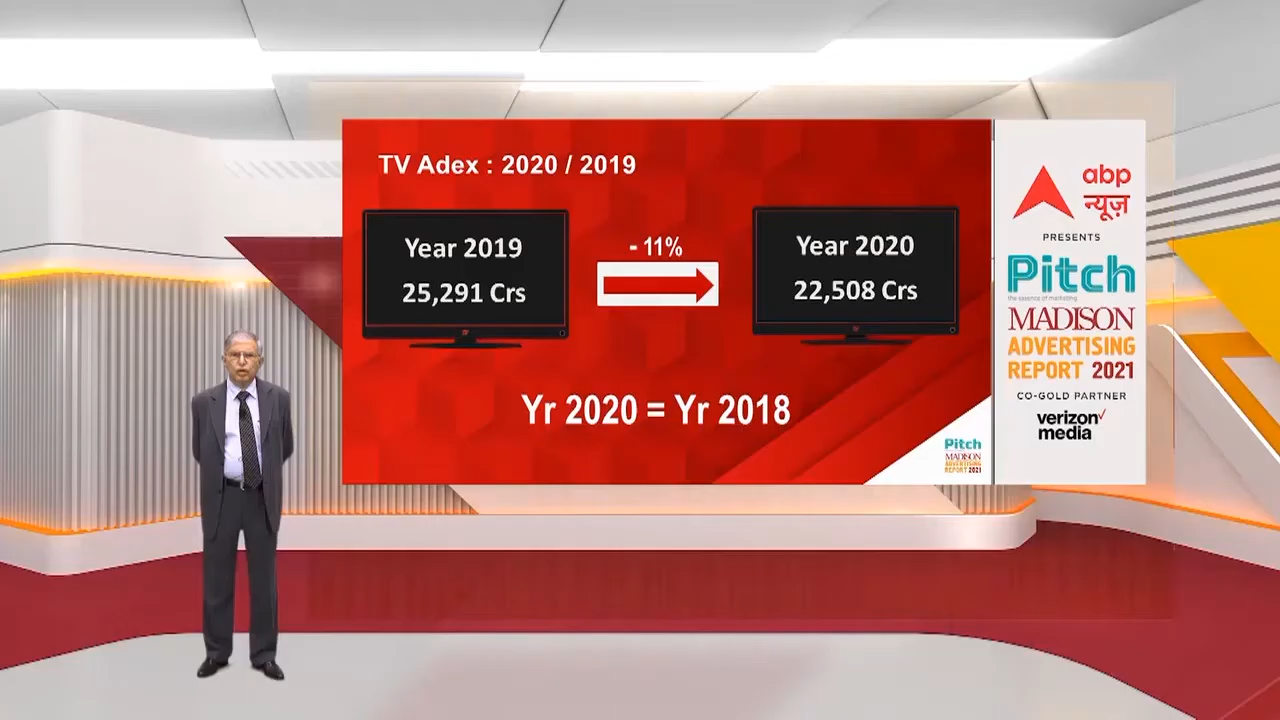 TV Adex : 2020 / 2019
Year 2019
25,291 Crs
- 11%
Year 2020
22,508 Crs
Yr 2020 = Yr 2018
Pitch
MADISON
ADVERTISING
REPORT 2021
abp
न्यूज़
PRESENTS
Pitch
the essence of marketing
MADISON
ADVERTISING
REPORT 2021
CO-GOLD PARTNER
verizon✓
media